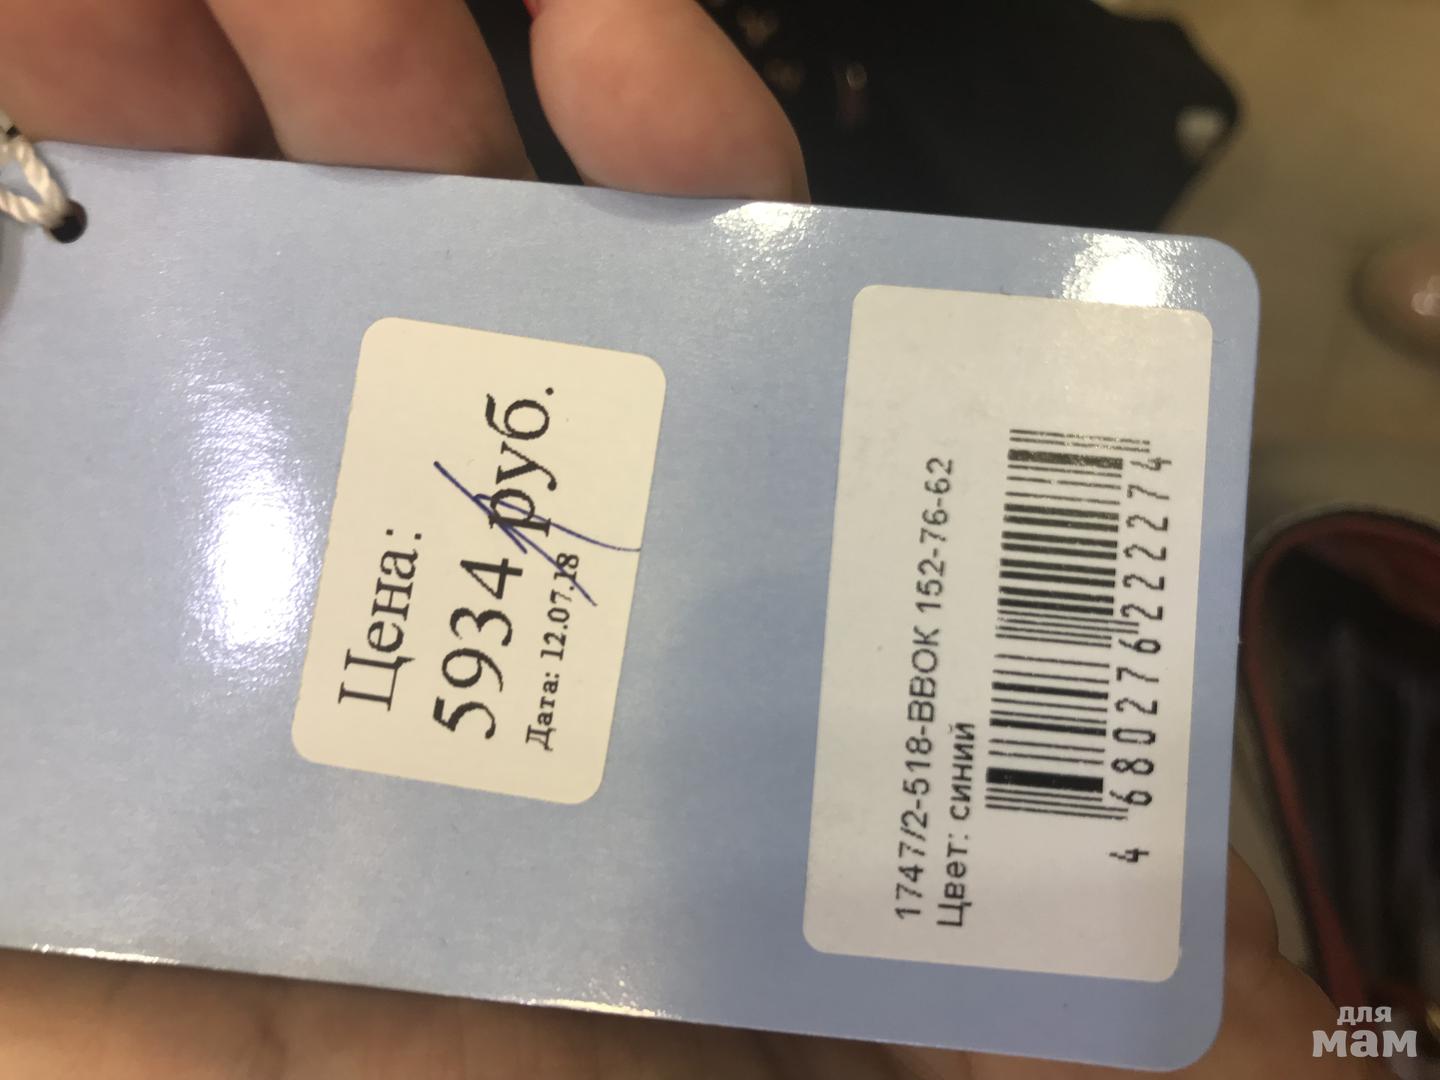 Цена:
5934 руб.
Дата: 12.07.18
1747/2-518-ВВОК 152-76-62
Цвет: синий
4 680276 222274
для
мам